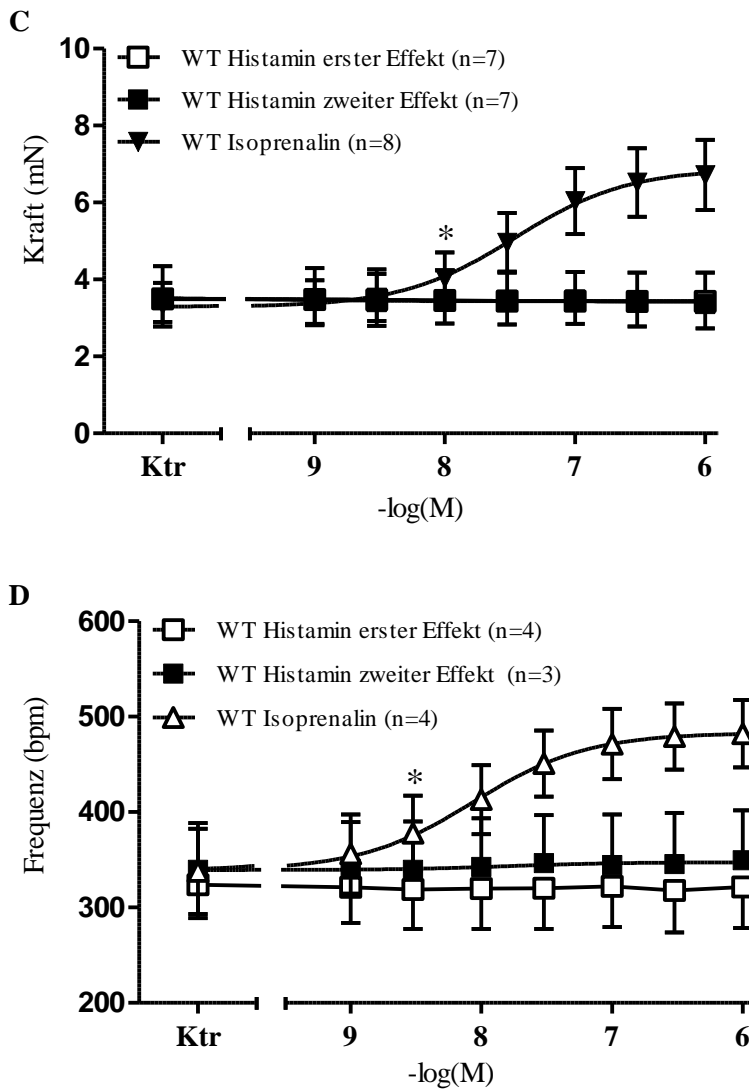 C
10
8
6
4
2
0
Kraft (mN)
WT Histamin erster Effekt (n=7)
WT Histamin zweiter Effekt (n=7)
WT Isoprenalin (n=8)
*
Ktr 9 8 7 6
-log(M)
D
600
500
400
300
200
Frequenz (bpm)
WT Histamin erster Effekt (n=4)
WT Histamin zweiter Effekt (n=3)
WT Isoprenalin (n=4)
*
Ktr 9 8 7 6
-log(M)